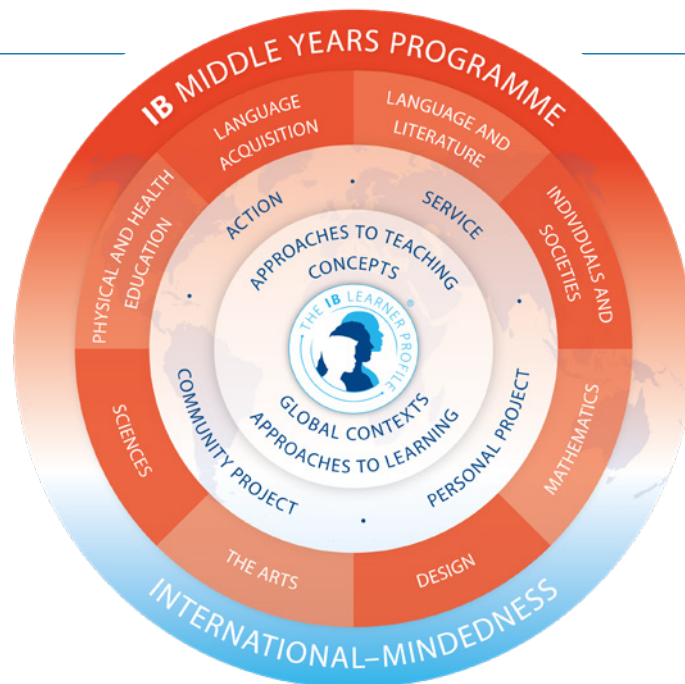 IB MIDDLE YEARS PROGRAMME
LANGUAGE
ACQUISITION
LANGUAGE AND
LITERATURE
PHYSICAL AND HEALTH
EDUCATION
INDIVIDUALS AND
SOCIETIES
SCIENCES
MATHEMATICS
THE ARTS
DESIGN
ACTION
SERVICE
COMMUNITY PROJECT
PERSONAL PROJECT
APPROACHES TO TEACHING
CONCEPTS
THE IB LEARNER PROFILE
®
GLOBAL CONTEXTS
APPROACHES TO LEARNING
INTERNATIONAL–MINDEDNESS